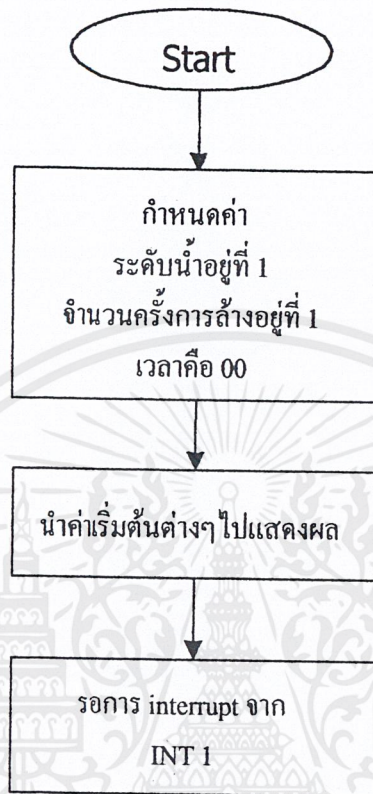 Start
กำหนดค่า
ระดับน้ำอยู่ที่ 1
จำนวนครั้งการล้างอยู่ที่ 1
เวลาคือ 00
นำค่าเริ่มต้นต่างๆ ไปแสดงผล
รอการ interrupt จาก
INT 1